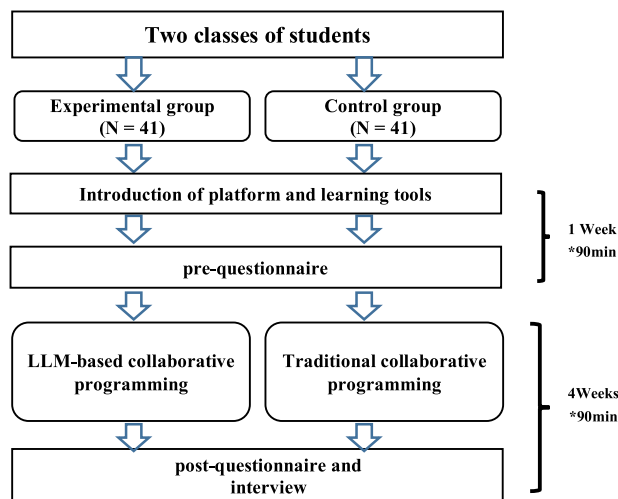 Two classes of students
Experimental group
(N = 41)
Control group
(N = 41)
Introduction of platform and learning tools
1 Week
*90min
pre-questionnaire
LLM-based collaborative
programming
Traditional collaborative
programming
4Weeks
*90min
post-questionnaire and
interview